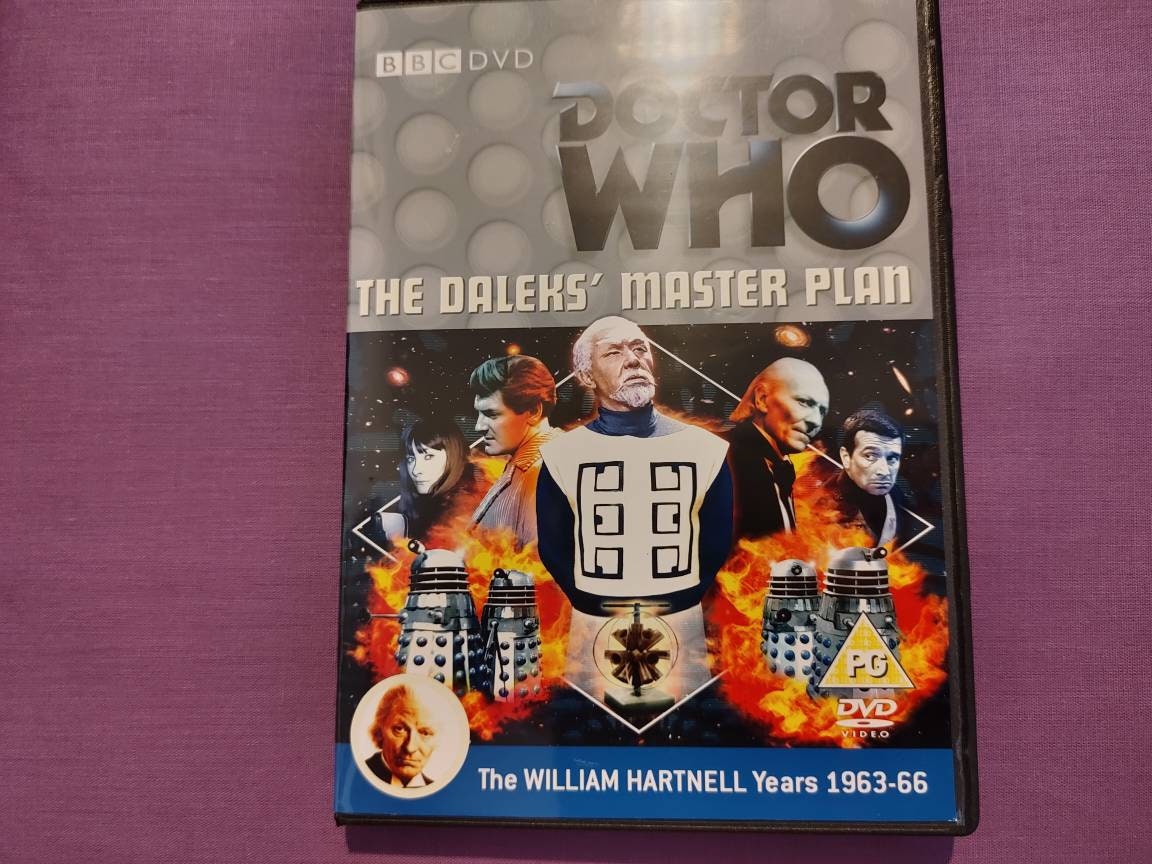 BBC DVD
DOCTOR
WHO
THE DALEKS' MASTER PLAN
PG
DVD
VIDEO
The WILLIAM HARTNELL Years 1963-66